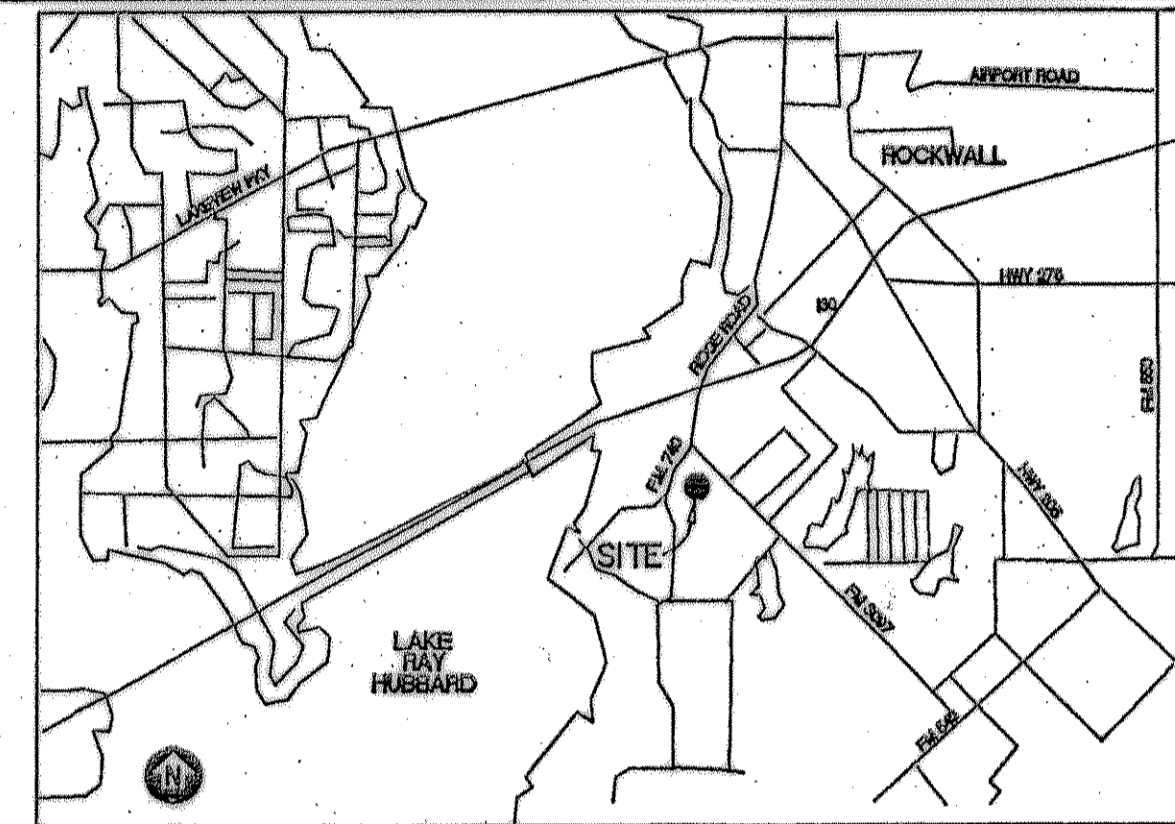 AIRPORT ROAD
ROCKWALL
LAKEVIEW PKY
HWY 276
I30
RIDGE ROAD
FM 740
HWY 205
SITE
FM 3097
LAKE
RAY
HUBBARD
FM 549
N